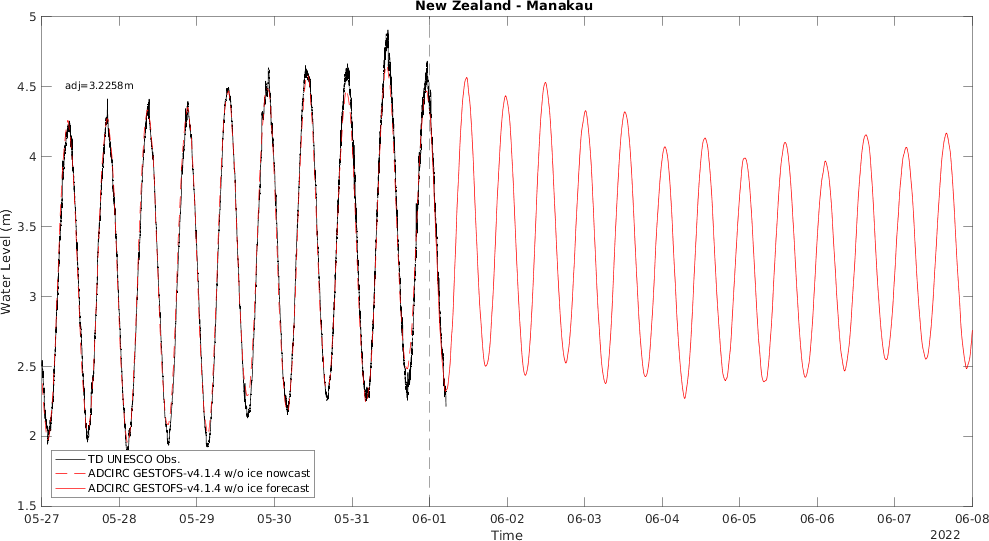 New Zealand - Manakau
5
4.5
4
3.5
3
2.5
2
1.5
Water Level (m)
adj=3.2258m
TD UNESCO Obs.
ADCIRC GESTOFS-v4.1.4 w/o ice nowcast
ADCIRC GESTOFS-v4.1.4 w/o ice forecast
05-27 05-28 05-29 05-30 05-31 06-01 06-02 06-03 06-04 06-05 06-06 06-07 06-08
Time
2022